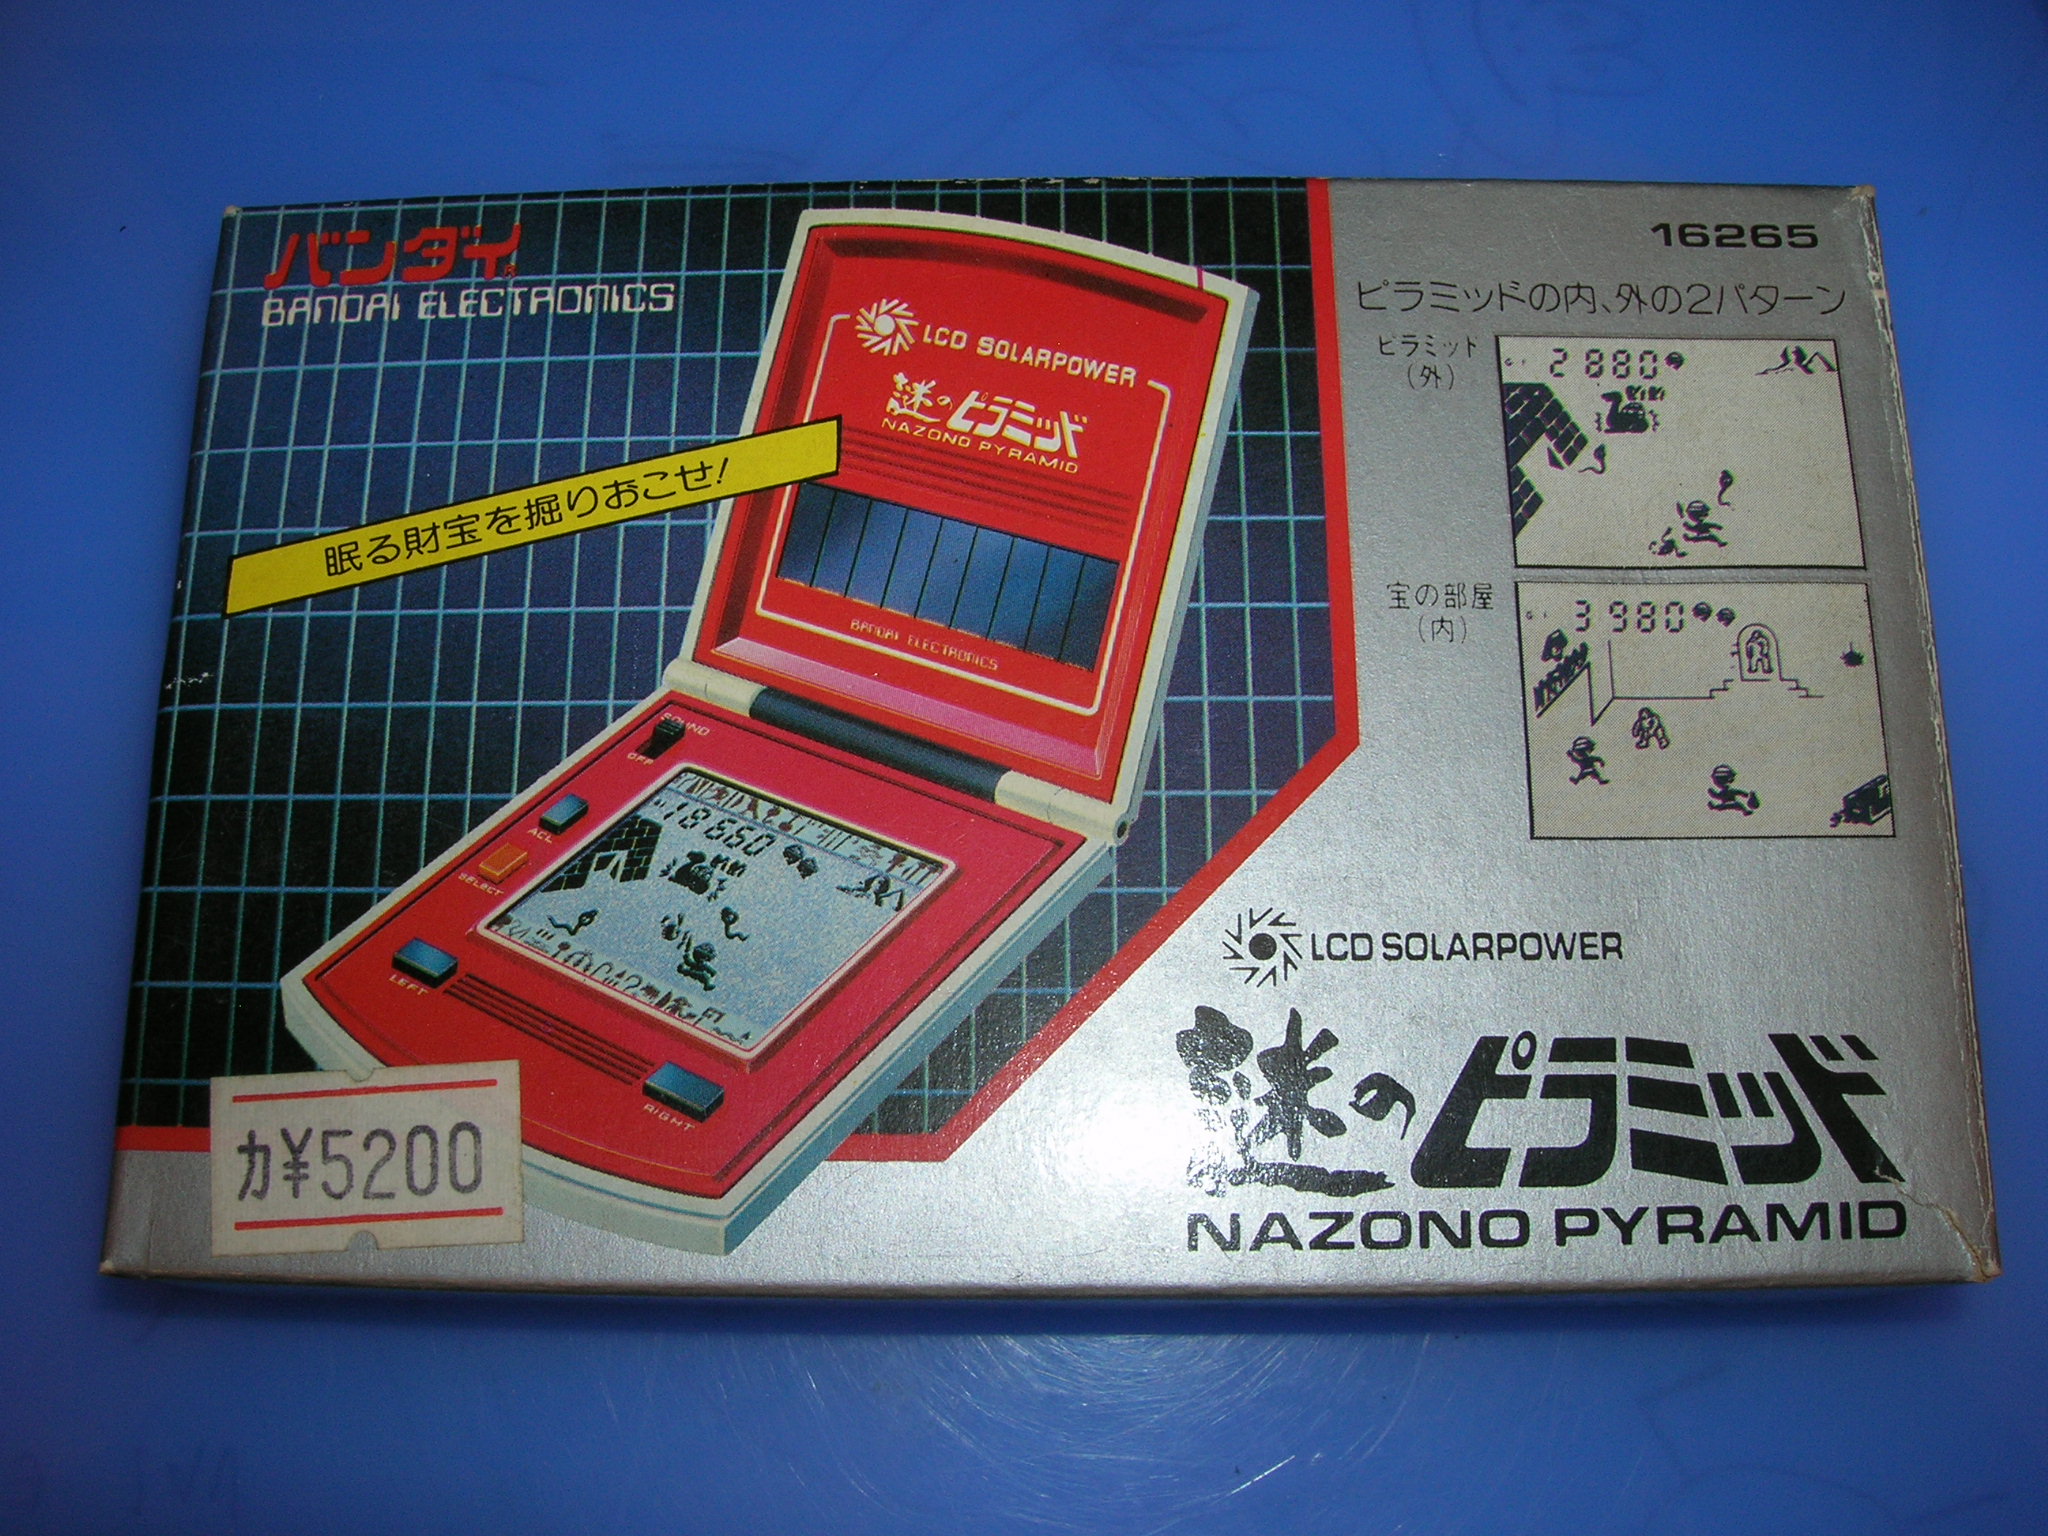 バンダイ
BANDAI ELECTRONICS
眠る財宝を掘りおこせ!
LCD SOLARPOWER
謎のピラミッド
NAZONO PYRAMID
BANDAI ELECTRONICS
SOUND
OFF
ACL
SELECT
LEFT
RIGHT
18660
カ¥5200
16265
ピラミッドの内、外の2パターン
ピラミッド
(外)
2880
宝の部屋
(内)
3980
LCD SOLARPOWER
謎のピラミッド
NAZONO PYRAMID